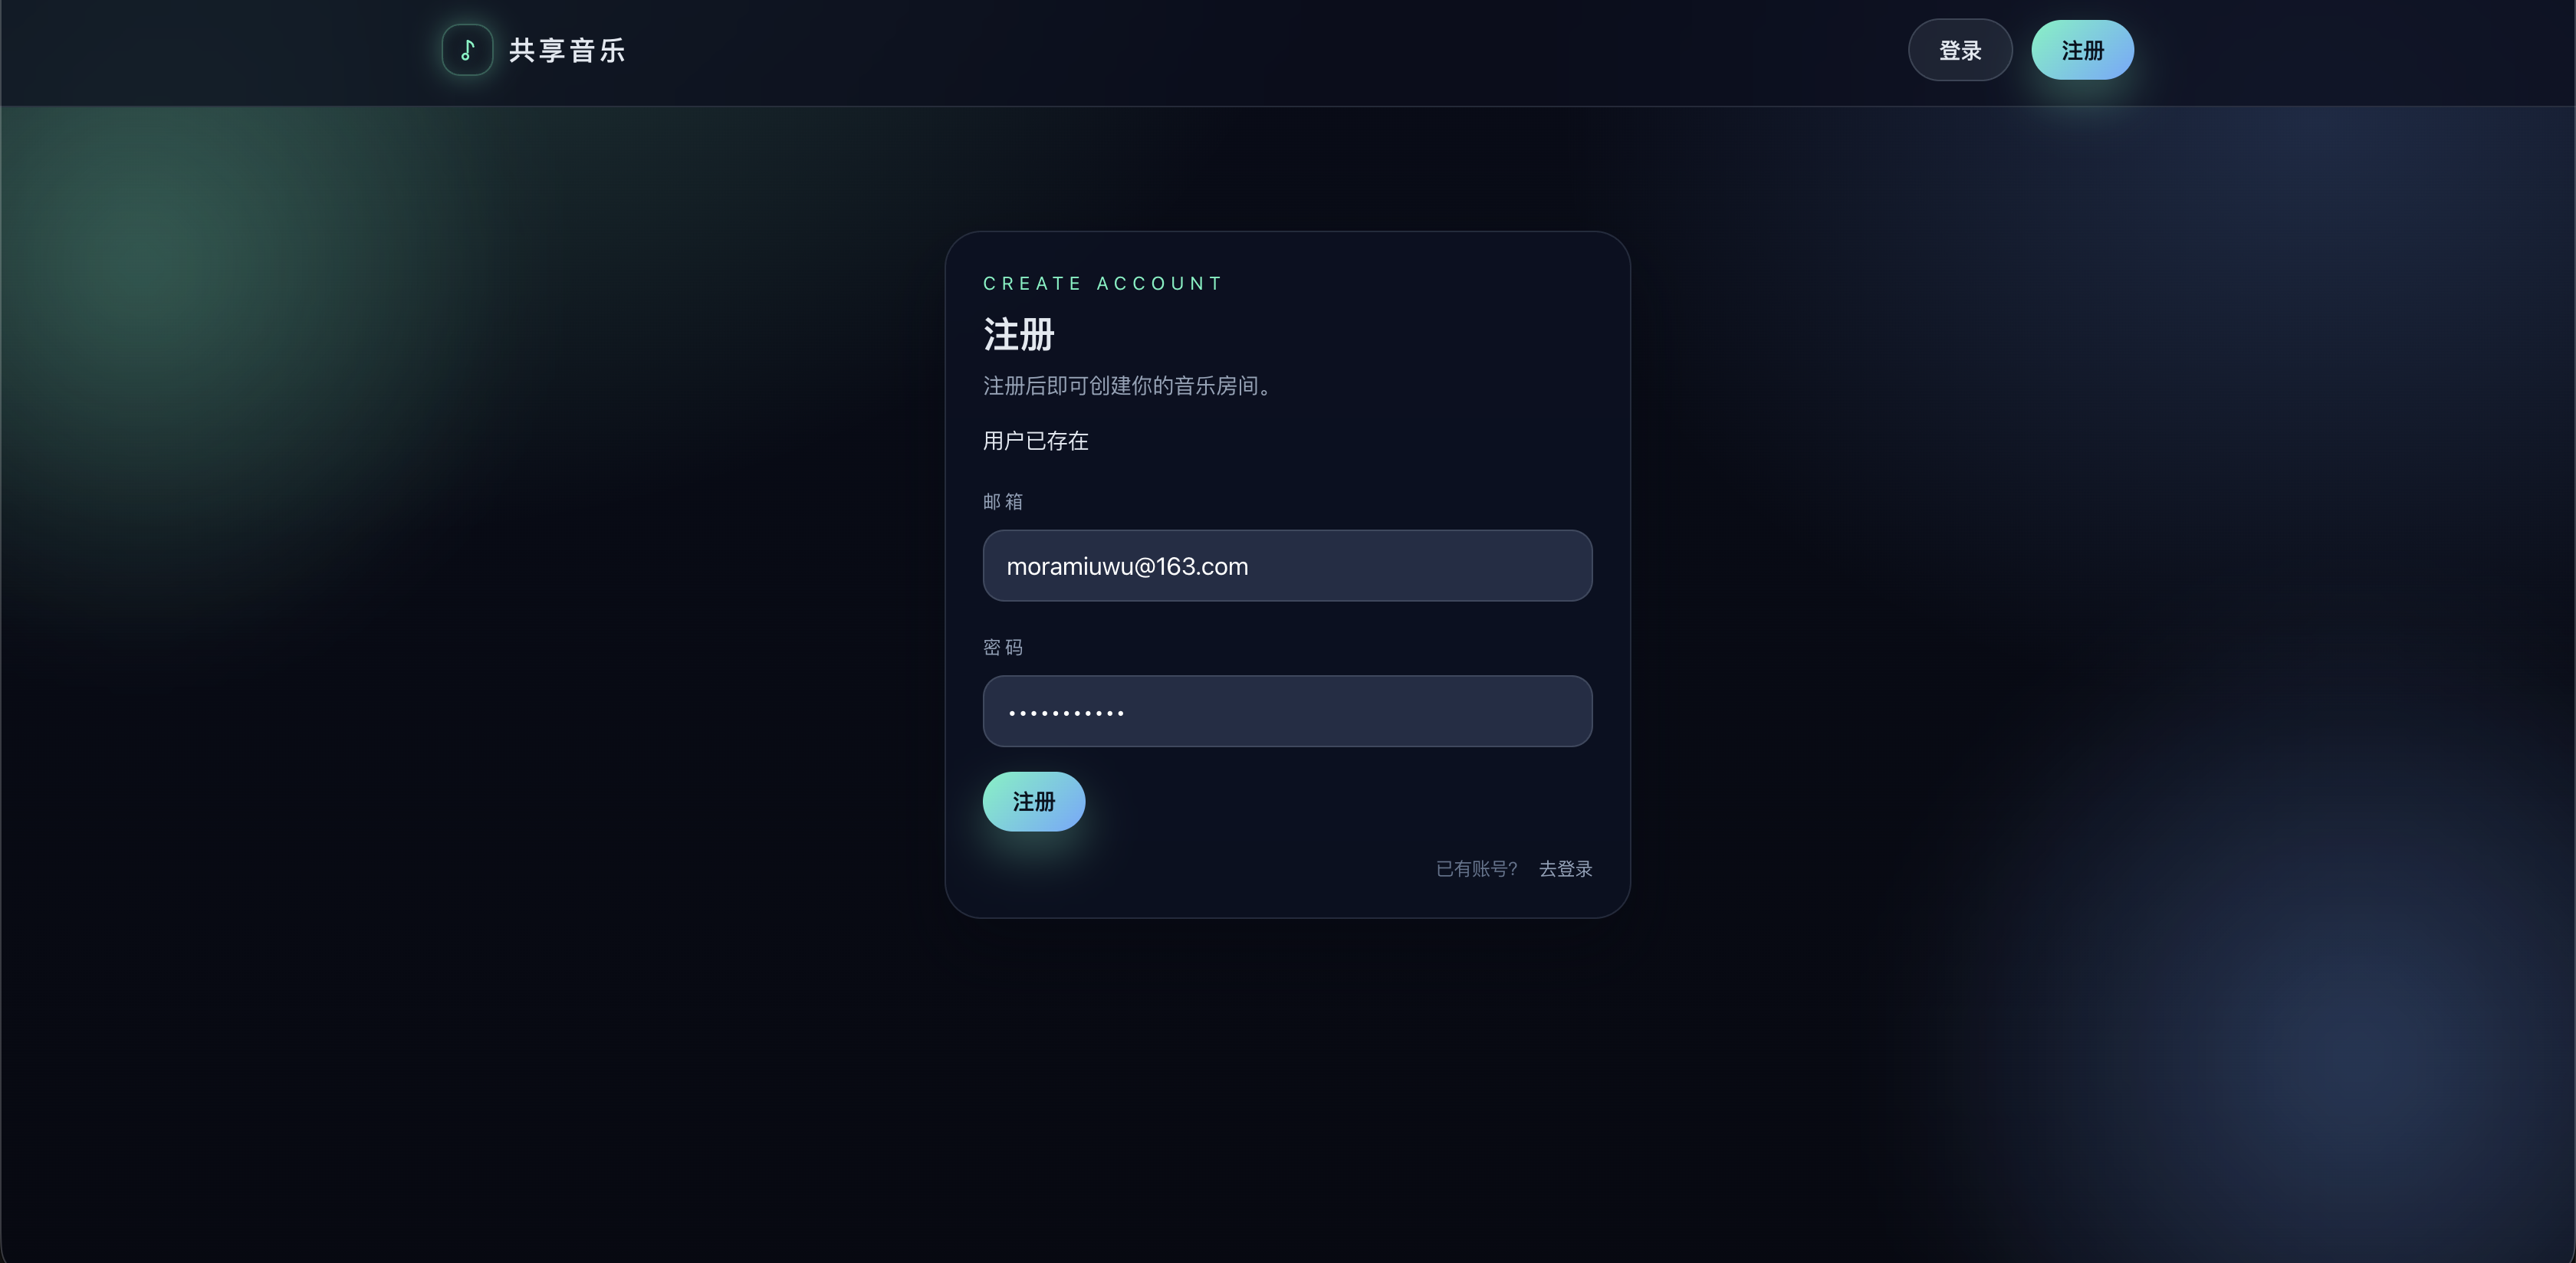 共享音乐
登录
注册
CREATE ACCOUNT
注册
注册后即可创建你的音乐房间。
用户已存在
邮箱
moramiuwu@163.com
密码
•••••••••••
注册
已有账号? 去登录